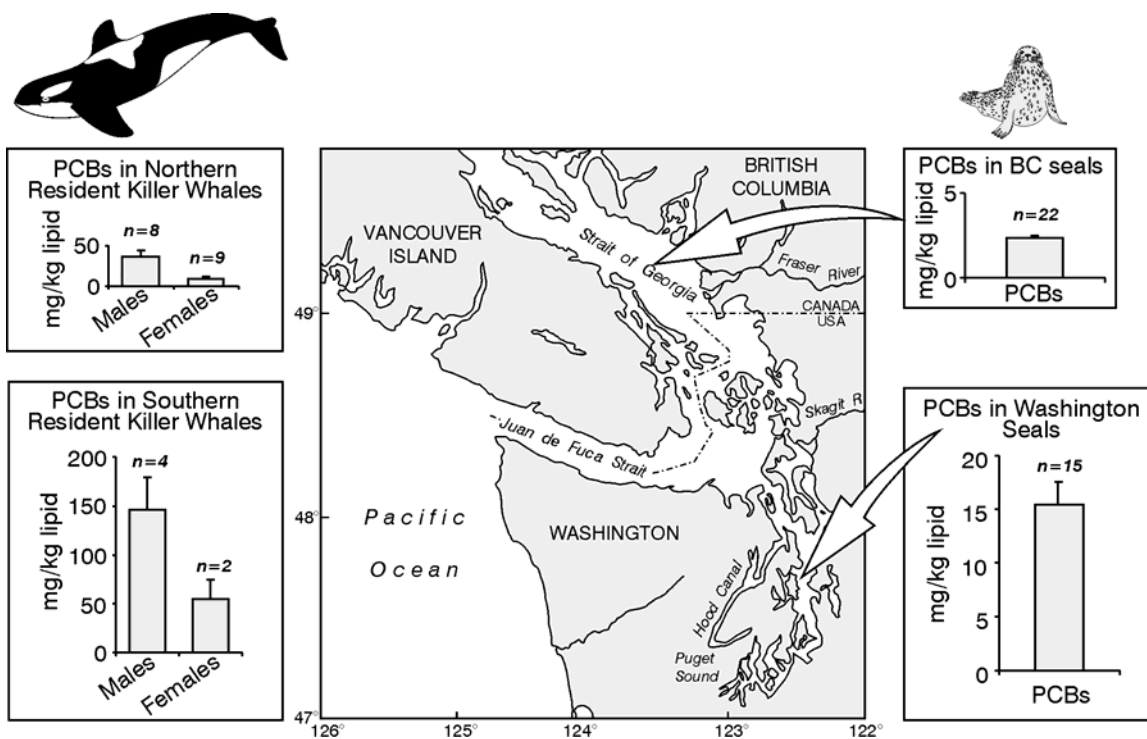 PCBs in Northern
Resident Killer Whales
mg/kg lipid
50
0
n=8
n=9
Males
Females
PCBs in Southern
Resident Killer Whales
mg/kg lipid
200
150
100
50
0
n=4
n=2
Males
Females
BRITISH
COLUMBIA
VANCOUVER
ISLAND
Strait of Georgia
Fraser River
CANADA
USA
Skagit R
Juan de Fuca Strait
Pacific
Ocean
WASHINGTON
Hood Canal
Puget
Sound
49°
48°
47°
126°
125°
124°
123°
122°
PCBs in BC seals
mg/kg lipid
5
0
n=22
PCBs
PCBs in Washington
Seals
mg/kg lipid
20
15
10
5
0
n=15
PCBs